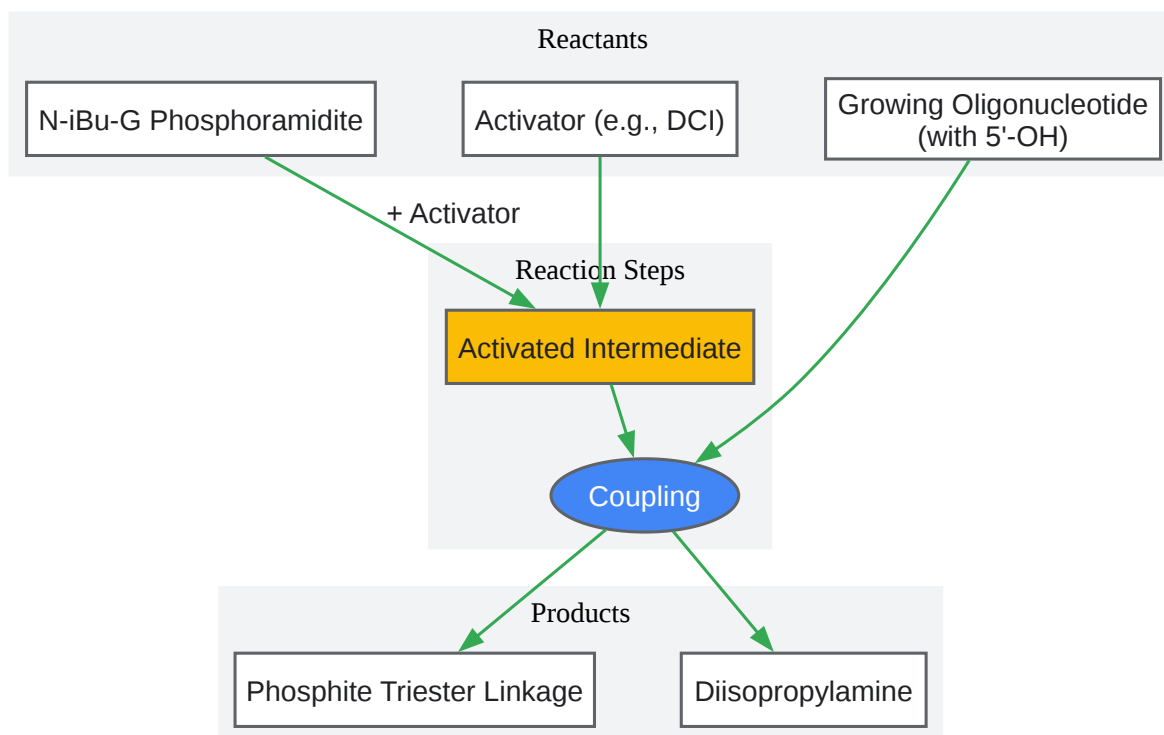 Reactants
N-iBu-G Phosphoramidite
Activator (e.g., DCI)
Growing Oligonucleotide
(with 5'-OH)
+ Activator
Reaction Steps
Activated Intermediate
Coupling
Products
Phosphite Triester Linkage
Diisopropylamine